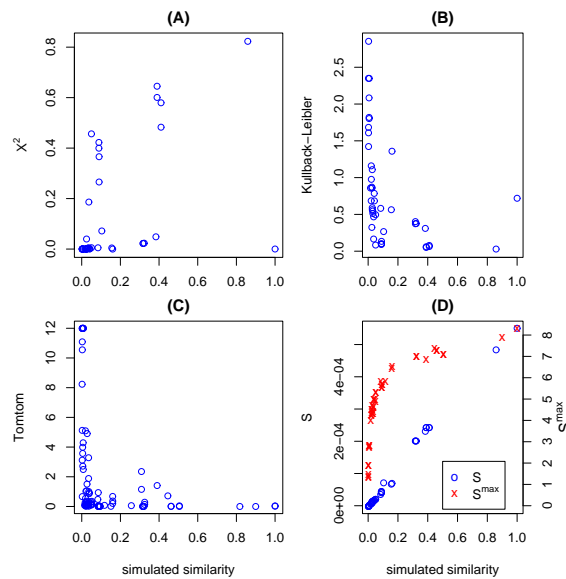 (A)
(B)
X²
0.0 0.2 0.4 0.6 0.8
0.0 0.2 0.4 0.6 0.8 1.0
Kullback−Leibler
0.0 0.5 1.0 1.5 2.0 2.5
0.0 0.2 0.4 0.6 0.8 1.0
(C)
(D)
Tomtom
0 2 4 6 8 10 12
0.0 0.2 0.4 0.6 0.8 1.0
simulated similarity
S
0e+00 2e−04 4e−04
S^max
0 1 2 3 4 5 6 7 8
S
S^max
0.0 0.2 0.4 0.6 0.8 1.0
simulated similarity